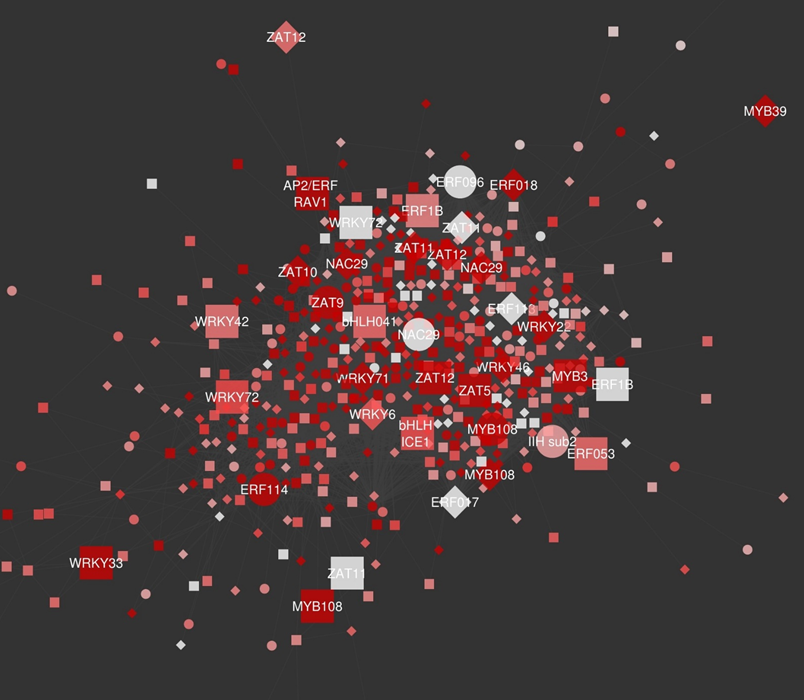 ZAT12
MYB39
AP2/ERF
RAV1
ERF096
ERF018
ERF1B
WRKY72
ZAT11
ZAT11
ZAT12
NAC29
NAC29
ZAT10
ZAT9
ERF113
WRKY42
bHLH041
WRKY22
NAC29
WRKY46
WRKY71
ZAT12
MYB3
ERF1B
ZAT5
WRKY72
WRKY6
bHLH
ICE1
MYB108
IIH sub2
ERF053
MYB108
ERF114
ERF017
WRKY33
ZAT11
MYB108